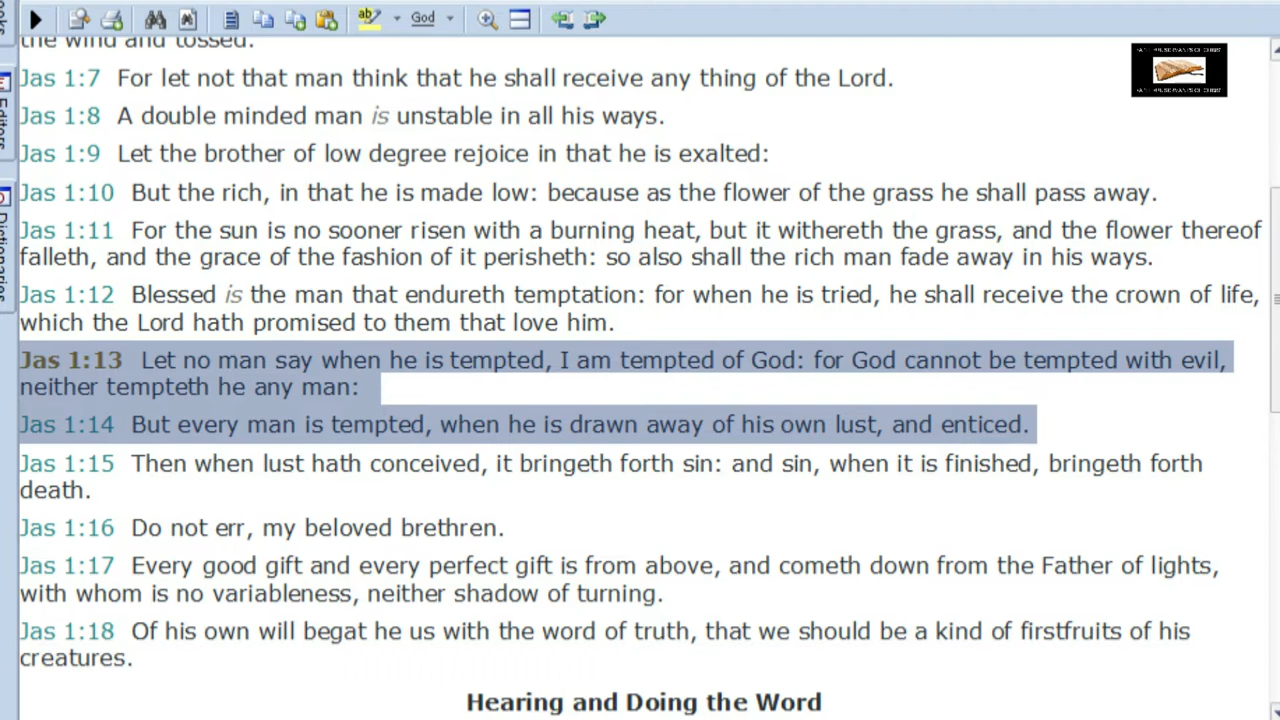 God
the wind and tossed.
Jas 1:7 For let not that man think that he shall receive any thing of the Lord.
Jas 1:8 A double minded man is unstable in all his ways.
Jas 1:9 Let the brother of low degree rejoice in that he is exalted:
Jas 1:10 But the rich, in that he is made low: because as the flower of the grass he shall pass away.
Jas 1:11 For the sun is no sooner risen with a burning heat, but it withereth the grass, and the flower thereof
falleth, and the grace of the fashion of it perisheth: so also shall the rich man fade away in his ways.
Jas 1:12 Blessed is the man that endureth temptation: for when he is tried, he shall receive the crown of life,
which the Lord hath promised to them that love him.
Jas 1:13 Let no man say when he is tempted, I am tempted of God: for God cannot be tempted with evil,
neither tempteth he any man:
Jas 1:14 But every man is tempted, when he is drawn away of his own lust, and enticed.
Jas 1:15 Then when lust hath conceived, it bringeth forth sin: and sin, when it is finished, bringeth forth
death.
Jas 1:16 Do not err, my beloved brethren.
Jas 1:17 Every good gift and every perfect gift is from above, and cometh down from the Father of lights,
with whom is no variableness, neither shadow of turning.
Jas 1:18 Of his own will begat he us with the word of truth, that we should be a kind of firstfruits of his
creatures.
Hearing and Doing the Word
Editors
Dictionaries